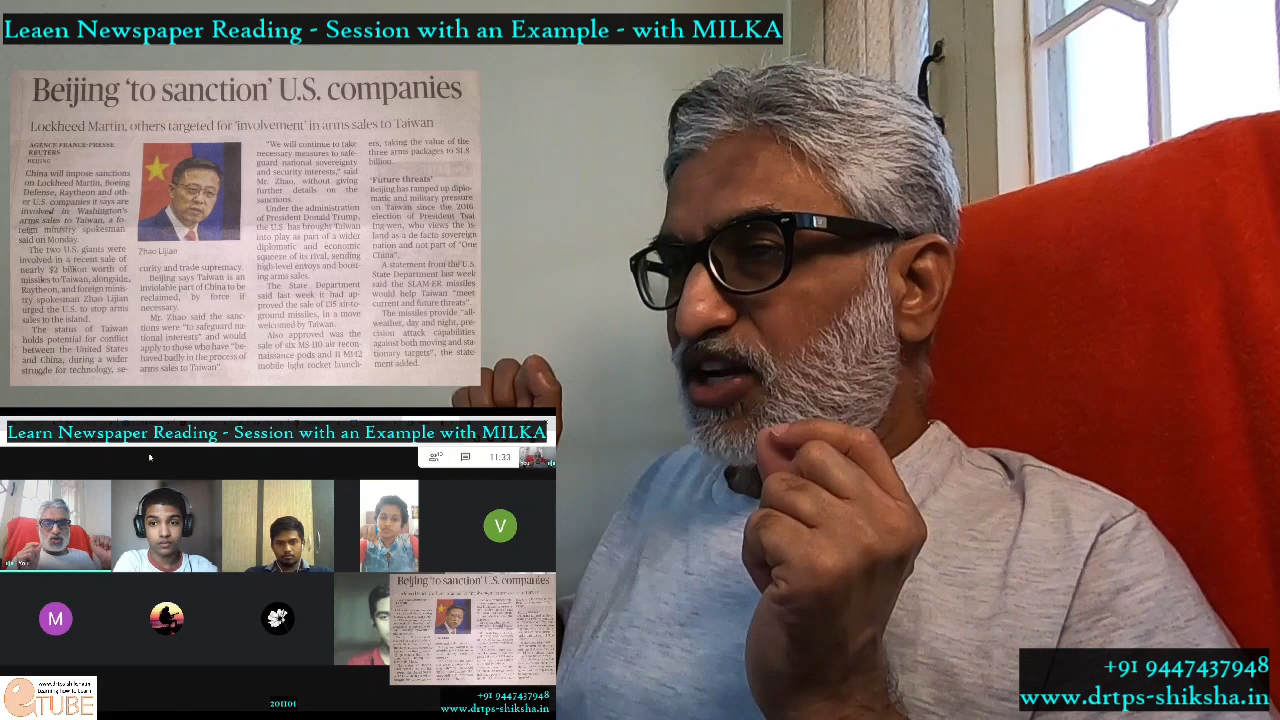 Leaen Newspaper Reading - Session with an Example - with MILKA
Beijing 'to sanction' U.S. companies
Lockheed Martin, others targeted for 'involvement' in arms sales to Taiwan
AGENCE FRANCE-PRESSE
REUTERS
BEIJING
China will impose sanctions
on Lockheed Martin, Boeing
Defense, Raytheon and oth-
er U.S. companies it says are
involved in Washington's
arms sales to Taiwan, a fo-
reign ministry spokesman
said on Monday.
The two U.S. giants were
involved in a recent sale of
nearly $2 billion worth of
missiles to Taiwan, alongside
Raytheon, and foreign minis-
try spokesman Zhao Lijian
urged the U.S. to stop arms
sales to the island.
The status of Taiwan
holds potential for conflict
between the United States
and China, during a wider
struggle for technology, se-
Zhao Lijian
curity and trade supremacy.
Beijing says Taiwan is an
inviolable part of China to be
reclaimed, by force if
necessary.
Mr. Zhao said the sanc-
tions were "to safeguard na-
tional interests" and would
apply to those who have "be-
haved badly in the process of
arms sales to Taiwan".
"We will continue to take
necessary measures to safe-
guard national sovereignty
and security interests," said
Mr. Zhao, without giving
further details on the
sanctions.
Under the administration
of President Donald Trump,
the U.S. has brought Taiwan
into play as part of a wider
diplomatic and economic
squeeze of its rival, sending
high-level envoys and boost-
ing arms sales.
The State Department
said last week it had ap-
proved the sale of 135 air-to-
ground missiles, in a move
welcomed by Taiwan.
Also approved was the
sale of six MS-110 air recon-
naissance pods and 11 M142
mobile light rocket launch-
ers, taking the value of the
three arms packages to $1.8
billion.
'Future threats'
Beijing has ramped up diplo-
matic and military pressure
on Taiwan since the 2016
election of President Tsai
Ing-wen, who views the is-
land as a de facto sovereign
nation and not part of "One
China".
A statement from the U.S.
State Department last week
said the SLAM-ER missiles
would help Taiwan "meet
current and future threats".
The missiles provide "all-
weather, day and night, pre-
cision attack capabilities
against both moving and sta-
tionary targets", the state-
ment added.
Learn Newspaper Reading - Session with an Example with MILKA
11:33
You
You
V
M
Beijing 'to sanction' U.S. companies
www.drtps-shiksha.in
Learning how to Learn
eTUBE
201101
+91 9447437948
www.drtps-shiksha.in
+91 9447437948
www.drtps-shiksha.in